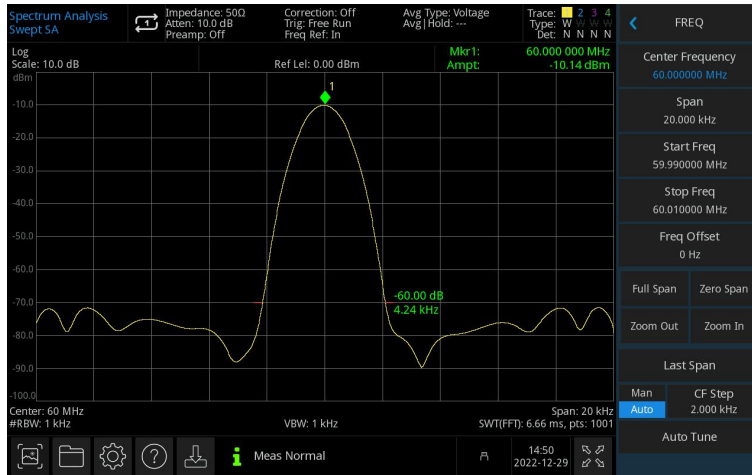 Spectrum Analysis
Swept SA
Impedance: 50Ω
Atten: 10.0 dB
Preamp: Off
Correction: Off
Trig: Free Run
Freq Ref: In
Avg Type: Voltage
Avg|Hold: ---
Trace: 1 2 3 4
Type: W W W W
Det: N N N N
FREQ
Log
Scale: 10.0 dB
Ref Lel: 0.00 dBm
Mkr1: 60.000 000 MHz
Ampt: -10.14 dBm
Center Frequency
60.000000 MHz
Span
20.000 kHz
Start Freq
59.990000 MHz
Stop Freq
60.010000 MHz
Freq Offset
0 Hz
Full Span
Zero Span
Zoom Out
Zoom In
Last Span
Man
Auto
CF Step
2.000 kHz
Auto Tune
dBm
1
-10.0
-20.0
-30.0
-40.0
-50.0
-60.0
-70.0
-80.0
-90.0
-100.0
-60.00 dB
4.24 kHz
Center: 60 MHz
Span: 20 kHz
#RBW: 1 kHz
VBW: 1 kHz
SWT(FFT): 6.66 ms, pts: 1001
Meas Normal
14:50
2022-12-29